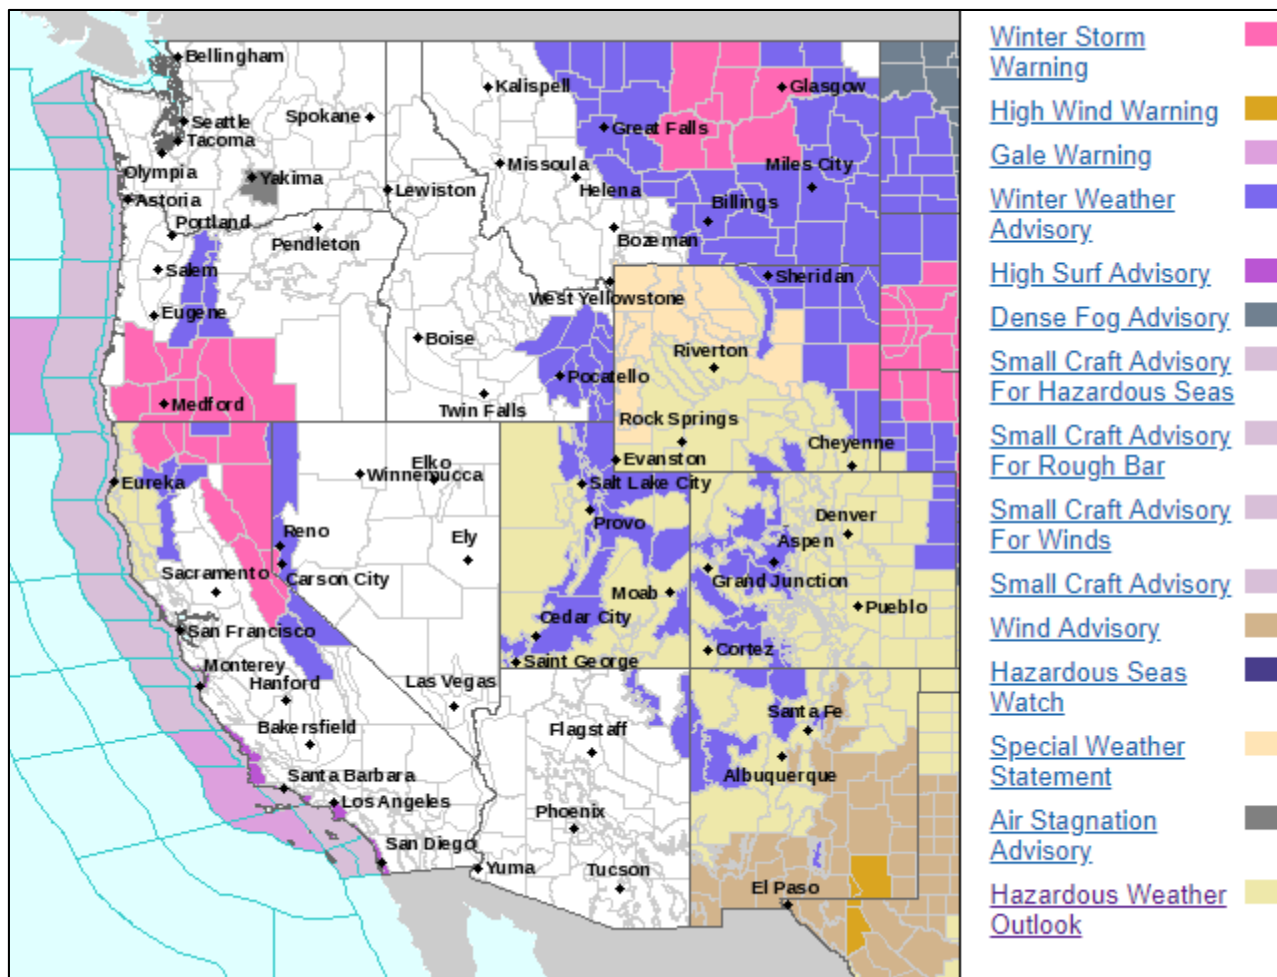 Bellingham
Kalispell
Glasgow
Seattle
Spokane
Great Falls
Tacoma
Olympia
Yakima
Missoula
Miles City
Lewiston
Helena
Astoria
Portland
Billings
Pendleton
Bozeman
Salem
Sheridan
West Yellowstone
Eugene
Boise
Riverton
Pocatello
Medford
Twin Falls
Rock Springs
Cheyenne
Evanston
Elko
Winnemucca
Eureka
Salt Lake City
Provo
Denver
Reno
Ely
Aspen
Sacramento
Carson City
Grand Junction
Moab
Pueblo
Cedar City
San Francisco
Cortez
Saint George
Monterey
Hanford
Las Vegas
Santa Fe
Bakersfield
Flagstaff
Albuquerque
Santa Barbara
Los Angeles
Phoenix
San Diego
Yuma
Tucson
El Paso
Winter Storm
Warning
High Wind Warning
Gale Warning
Winter Weather
Advisory
High Surf Advisory
Dense Fog Advisory
Small Craft Advisory
For Hazardous Seas
Small Craft Advisory
For Rough Bar
Small Craft Advisory
For Winds
Small Craft Advisory
Wind Advisory
Hazardous Seas
Watch
Special Weather
Statement
Air Stagnation
Advisory
Hazardous Weather
Outlook